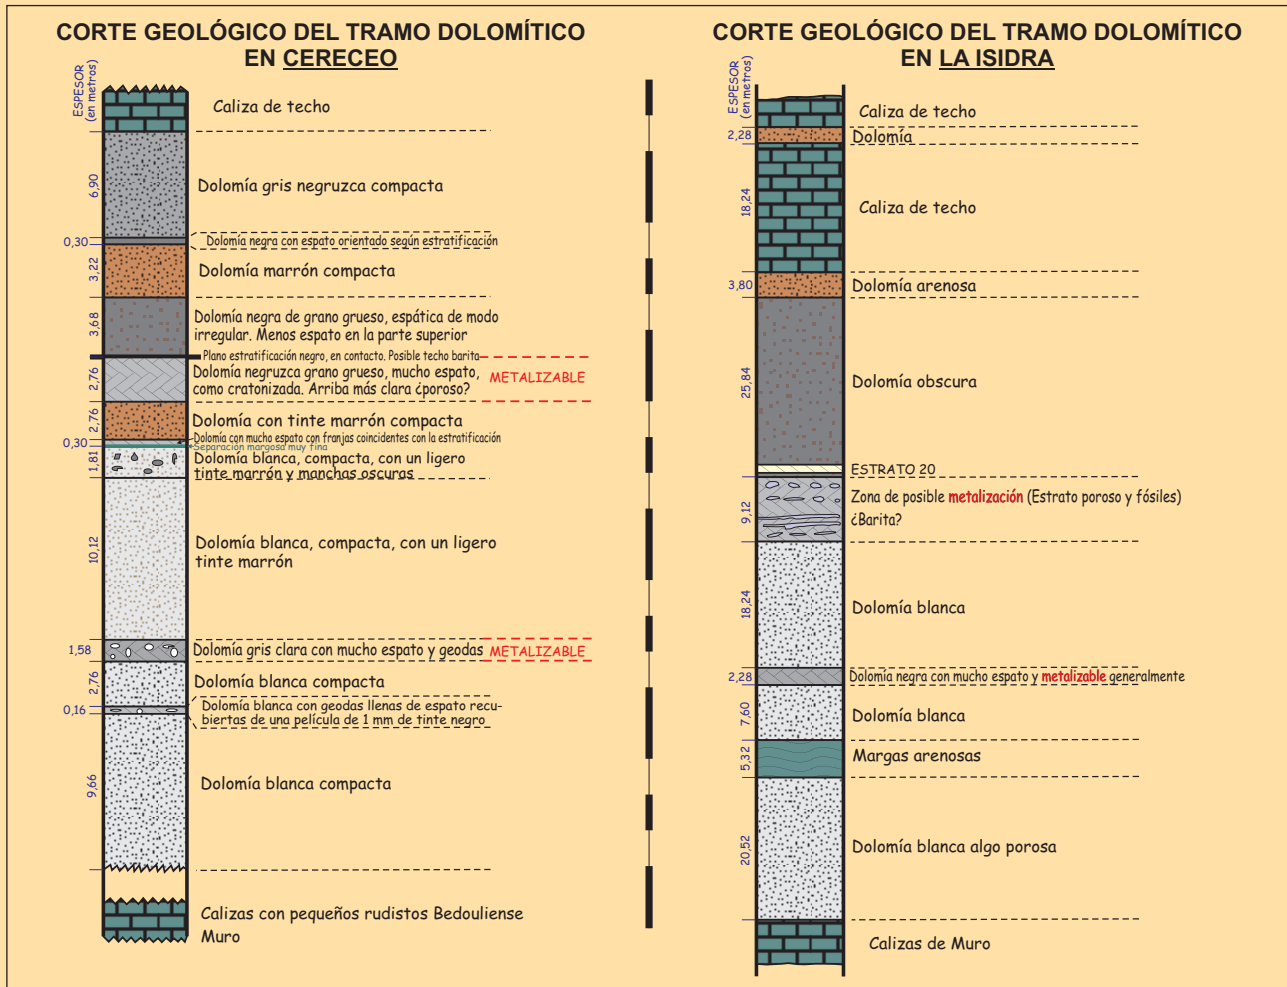 CORTE GEOLÓGICO DEL TRAMO DOLOMÍTICO
EN CERECEO
ESPESOR
(en metros)
Caliza de techo
6,90
Dolomía gris negruzca compacta
0,30
Dolomía negra con espato orientado según estratificación
3,22
Dolomía marrón compacta
3,68
Dolomía negra de grano grueso, espática de modo
irregular. Menos espato en la parte superior
Plano estratificación negro, en contacto. Posible techo barita
2,76
Dolomía negruzca grano grueso, mucho espato,
como cratonizada. Arriba más clara ¿poroso?
METALIZABLE
2,76
Dolomía con tinte marrón compacta
0,30
Dolomía con mucho espato con franjas coincidentes con la estratificación
Separación margosa muy fina
1,81
Dolomía blanca, compacta, con un ligero
tinte marrón y manchas oscuras
10,12
Dolomía blanca, compacta, con un ligero
tinte marrón
1,58
Dolomía gris clara con mucho espato y geodas
METALIZABLE
2,76
Dolomía blanca compacta
0,16
Dolomía blanca con geodas llenas de espato recu-
biertas de una película de 1 mm de tinte negro
9,66
Dolomía blanca compacta
Calizas con pequeños rudistos Bedouliense
Muro
CORTE GEOLÓGICO DEL TRAMO DOLOMÍTICO
EN LA ISIDRA
ESPESOR
(en metros)
Caliza de techo
2,28
Dolomía
18,24
Caliza de techo
3,80
Dolomía arenosa
25,84
Dolomía obscura
ESTRATO 20
9,12
Zona de posible metalización (Estrato poroso y fósiles)
¿Barita?
18,24
Dolomía blanca
2,28
Dolomía negra con mucho espato y metalizable generalmente
7,60
Dolomía blanca
5,32
Margas arenosas
20,52
Dolomía blanca algo porosa
Calizas de Muro